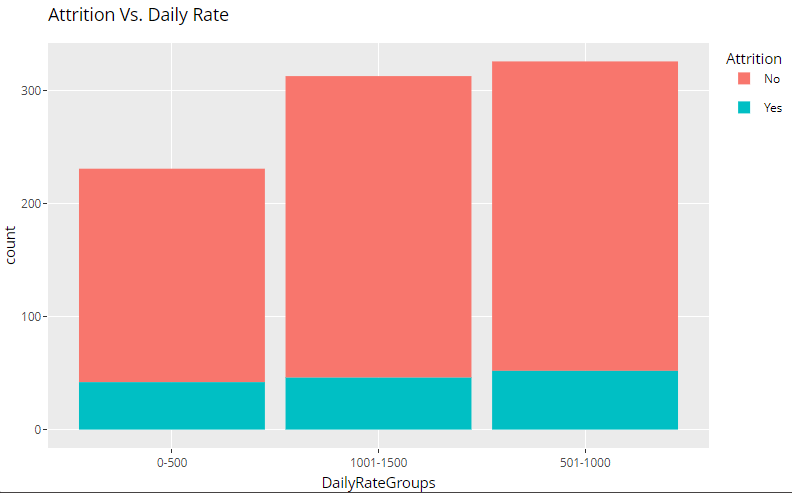 Attrition Vs. Daily Rate
Attrition
No
Yes
300
200
100
0
count
0-500
1001-1500
501-1000
DailyRateGroups